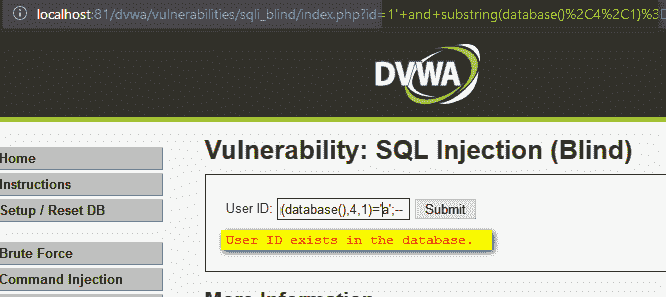 localhost:81/dvwa/vulnerabilities/sqli_blind/index.php?id=1'+and+substring(database()%2C4%2C1)%3D
DVWA
Home
Instructions
Setup / Reset DB
Brute Force
Command Injection
Vulnerability: SQL Injection (Blind)
User ID: (database(),4,1)='a';-- Submit
User ID exists in the database.
More Information